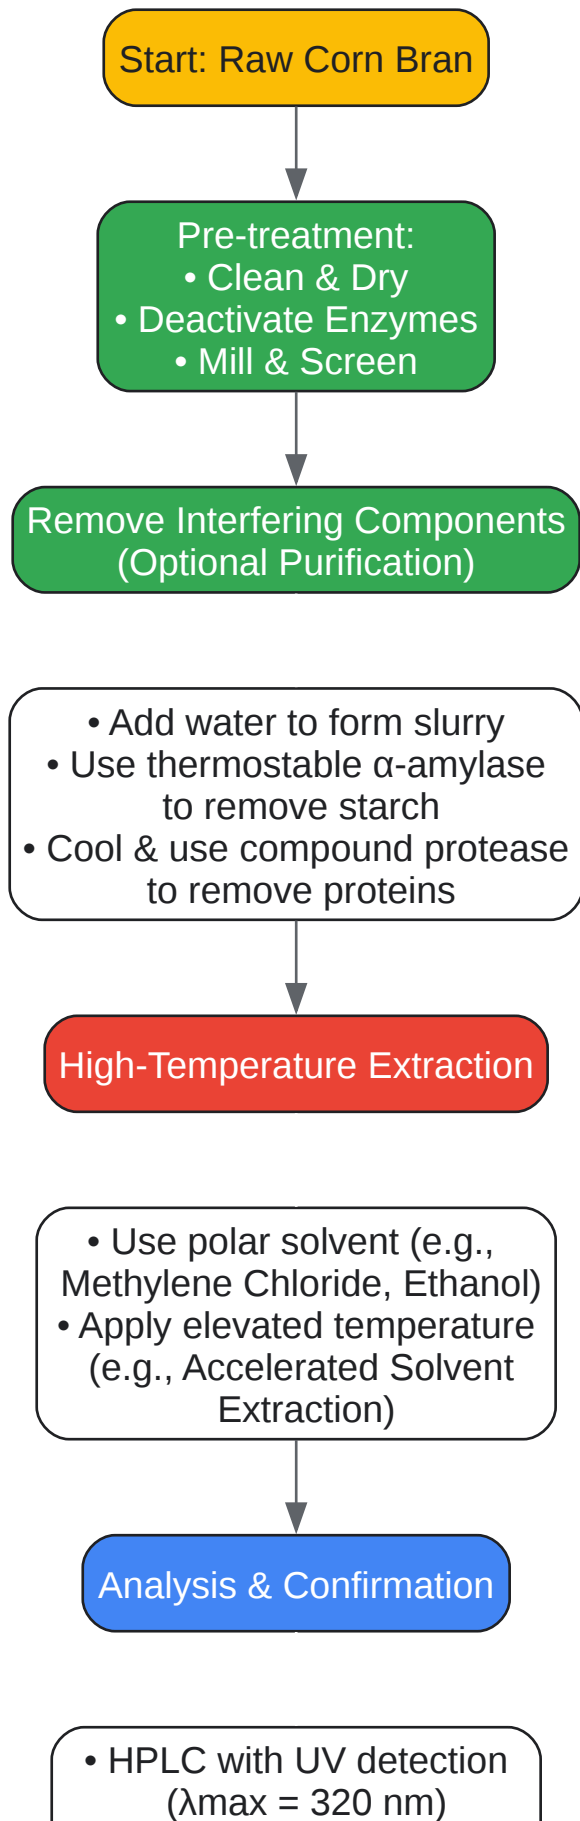 Start: Raw Corn Bran
Pre-treatment:
• Clean & Dry
• Deactivate Enzymes
• Mill & Screen
Remove Interfering Components
(Optional Purification)
• Add water to form slurry
• Use thermostable α-amylase
to remove starch
• Cool & use compound protease
to remove proteins
High-Temperature Extraction
• Use polar solvent (e.g.,
Methylene Chloride, Ethanol)
• Apply elevated temperature
(e.g., Accelerated Solvent
Extraction)
Analysis & Confirmation
• HPLC with UV detection
(λmax = 320 nm)